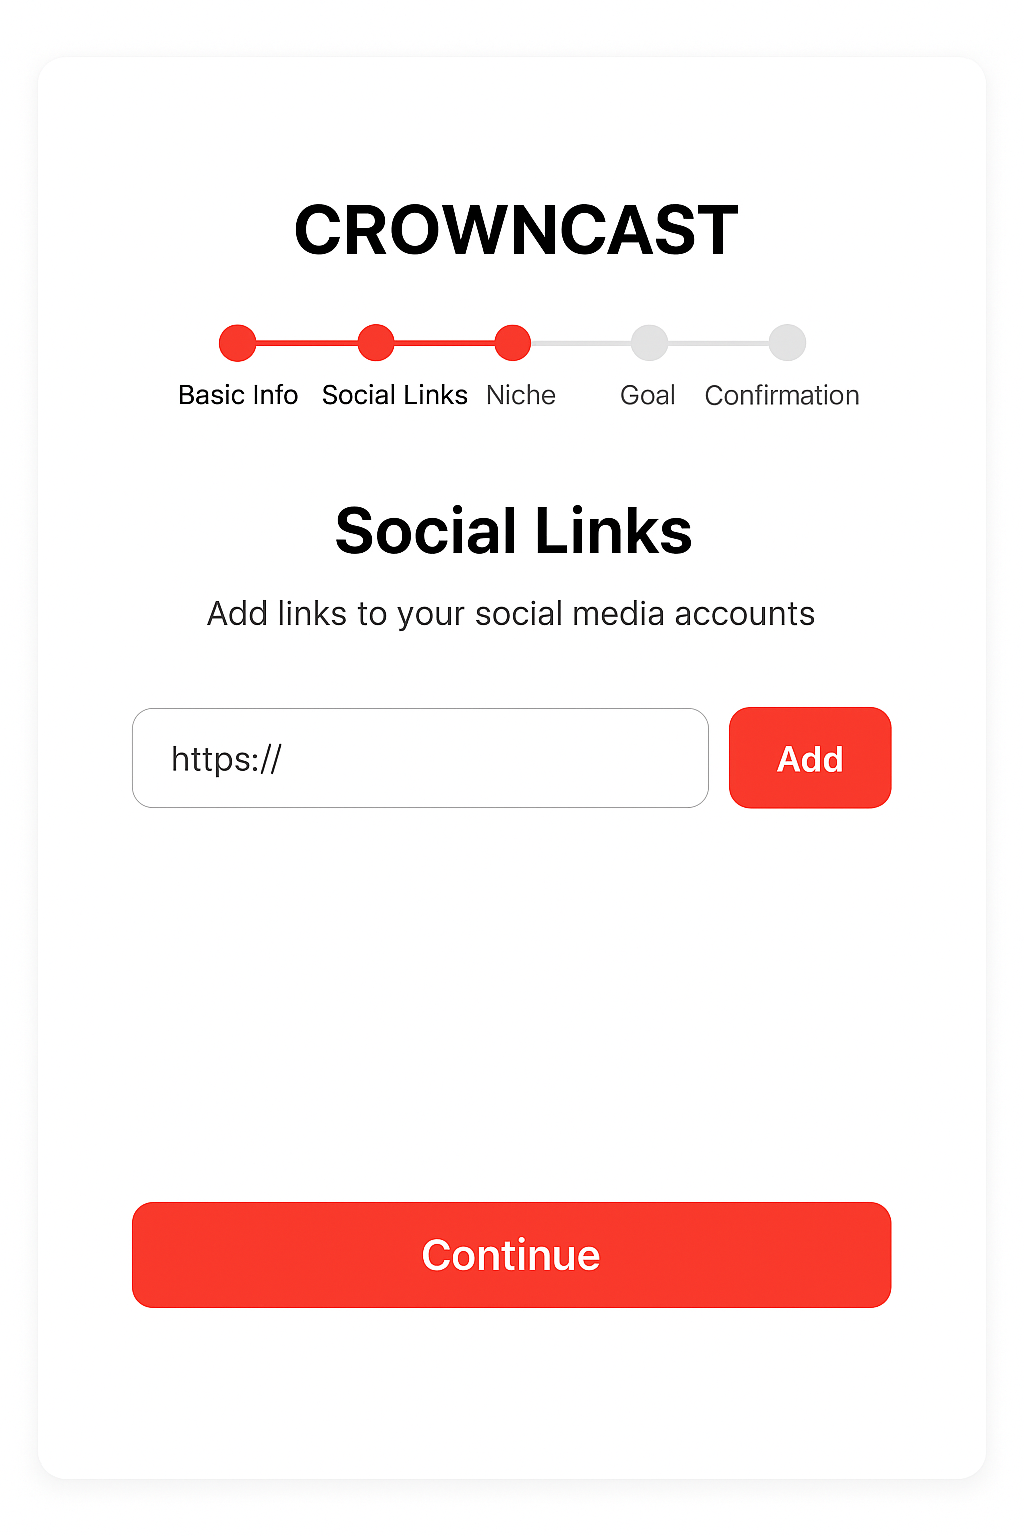 CROWNCAST
Basic Info Social Links Niche Goal Confirmation
Social Links
Add links to your social media accounts
https:// Add
Continue